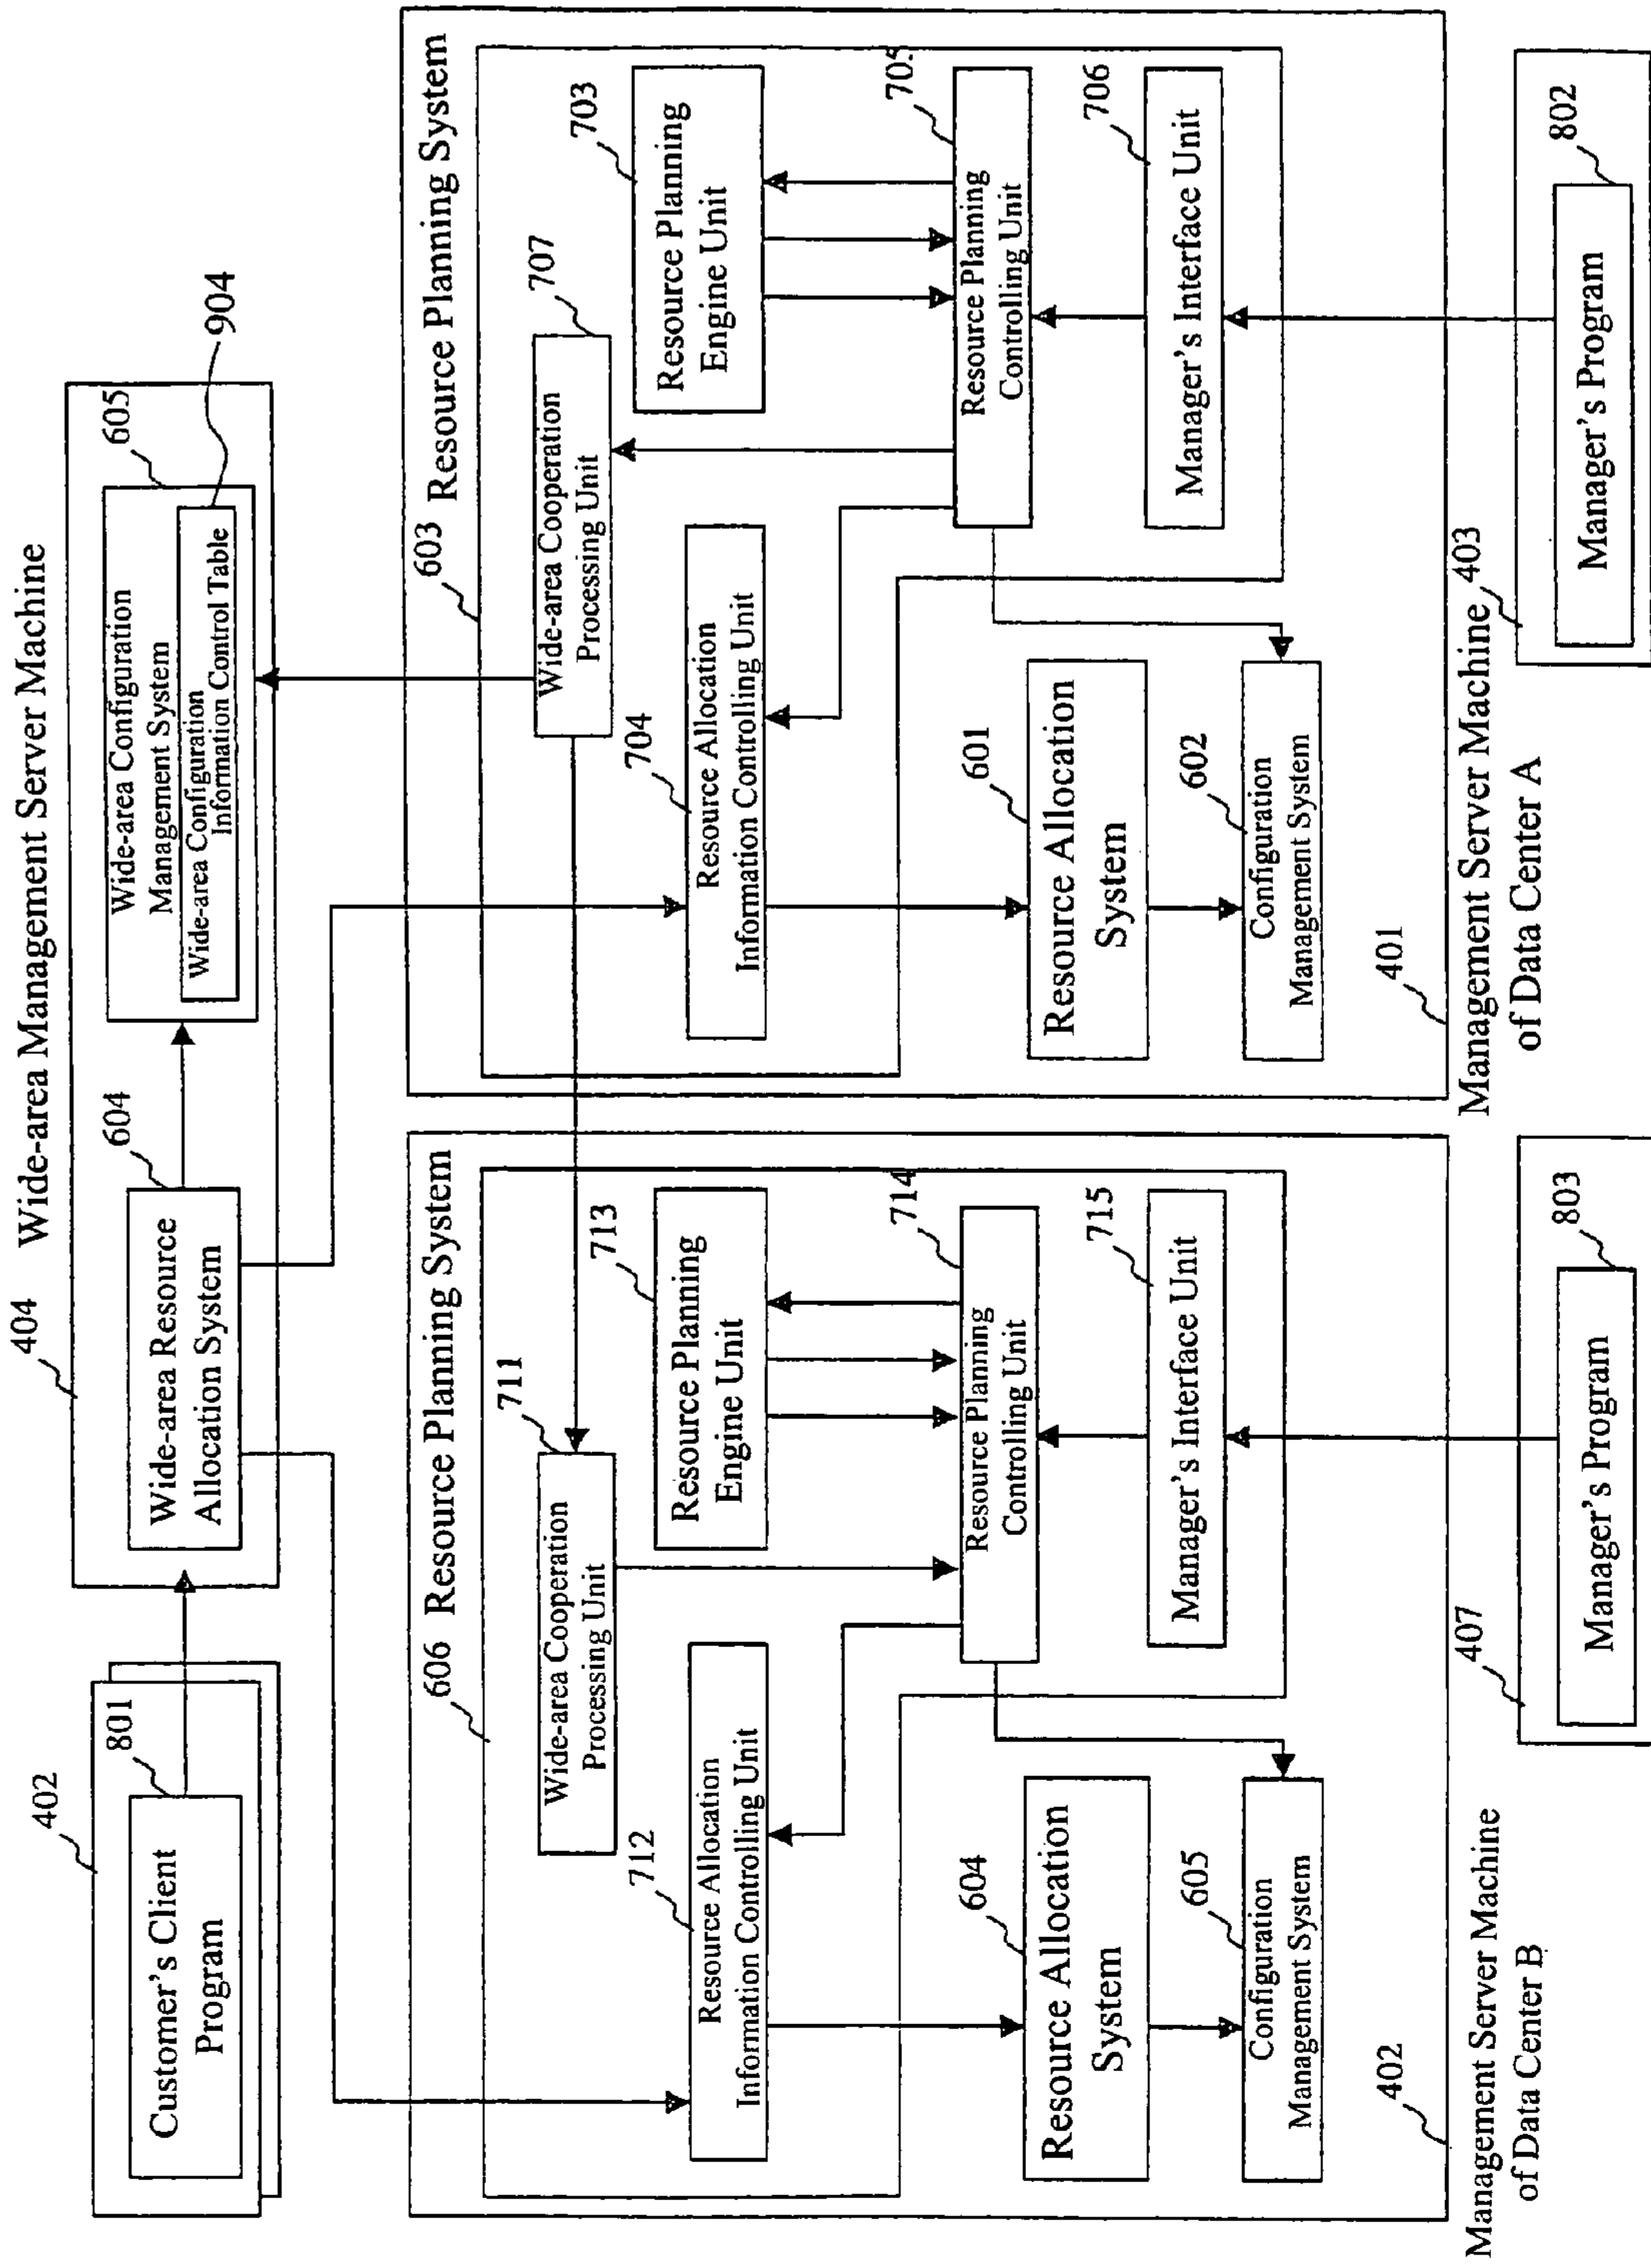 404
Wide-area Management Server Machine
402
801
Customer's Client
Program
604
Wide-area Resource
Allocation System
605
Wide-area Configuration
Management System
Wide-area Configuration
Information Control Table
904
606
Resource Planning System
711
Wide-area Cooperation
Processing Unit
713
Resource Planning
Engine Unit
712
Resource Allocation
Information Controlling Unit
714
Resource Planning
Controlling Unit
715
Manager's Interface Unit
604
Resource Allocation
System
605
Configuration
Management System
402
Management Server Machine
of Data Center B
407
803
Manager's Program
603
Resource Planning System
707
Wide-area Cooperation
Processing Unit
703
Resource Planning
Engine Unit
704
Resource Allocation
Information Controlling Unit
705
Resource Planning
Controlling Unit
706
Manager's Interface Unit
601
Resource Allocation
System
602
Configuration
Management System
401
Management Server Machine
of Data Center A
403
802
Manager's Program